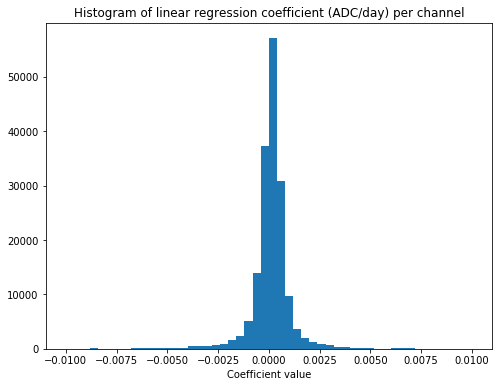 Histogram of linear regression coefficient (ADC/day) per channel
50000
40000
30000
20000
10000
0
−0.0100 −0.0075 −0.0050 −0.0025 0.0000 0.0025 0.0050 0.0075 0.0100
Coefficient value